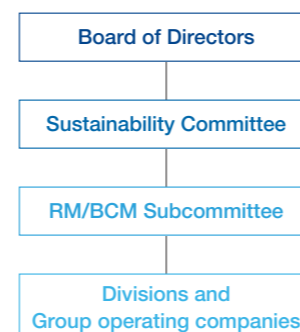 Board of Directors
Sustainability Committee
RM/BCM Subcommittee
Divisions and
Group operating companies